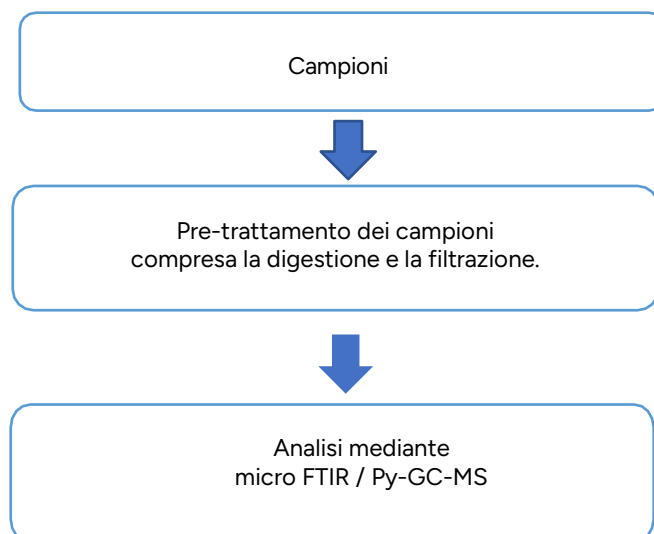 Campioni
Pre-trattamento dei campioni
compresa la digestione e la filtrazione.
Analisi mediante
micro FTIR / Py-GC-MS